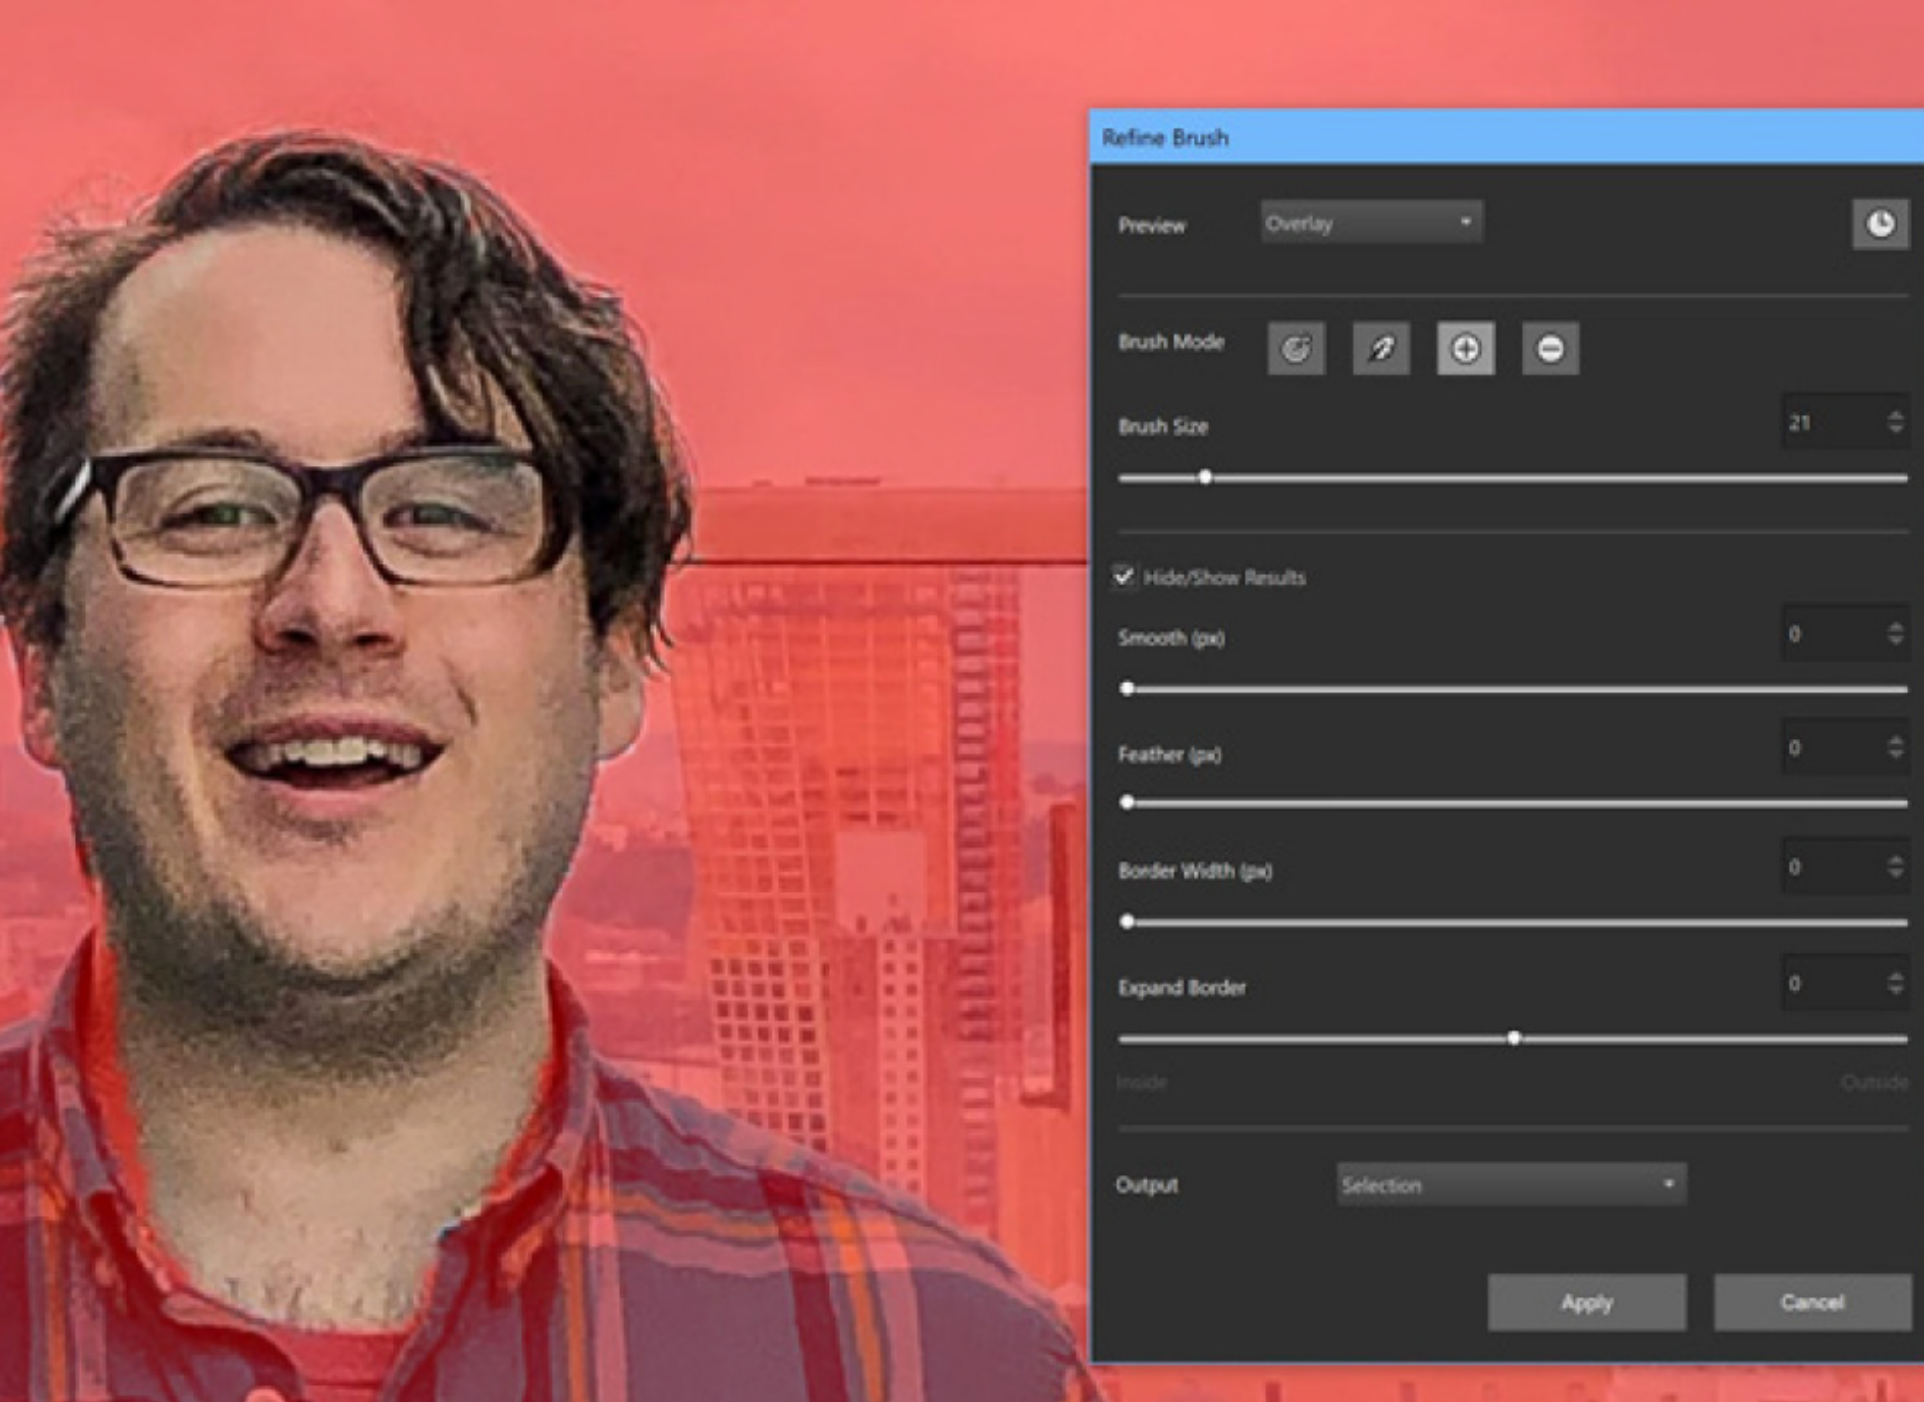 Refine Brush
Preview Overlay
Brush Mode
Brush Size 21
Hide/Show Results
Smooth (px) 0
Feather (px) 0
Border Width (px) 0
Expand Border 0
Inside Outside
Output Selection
Apply Cancel